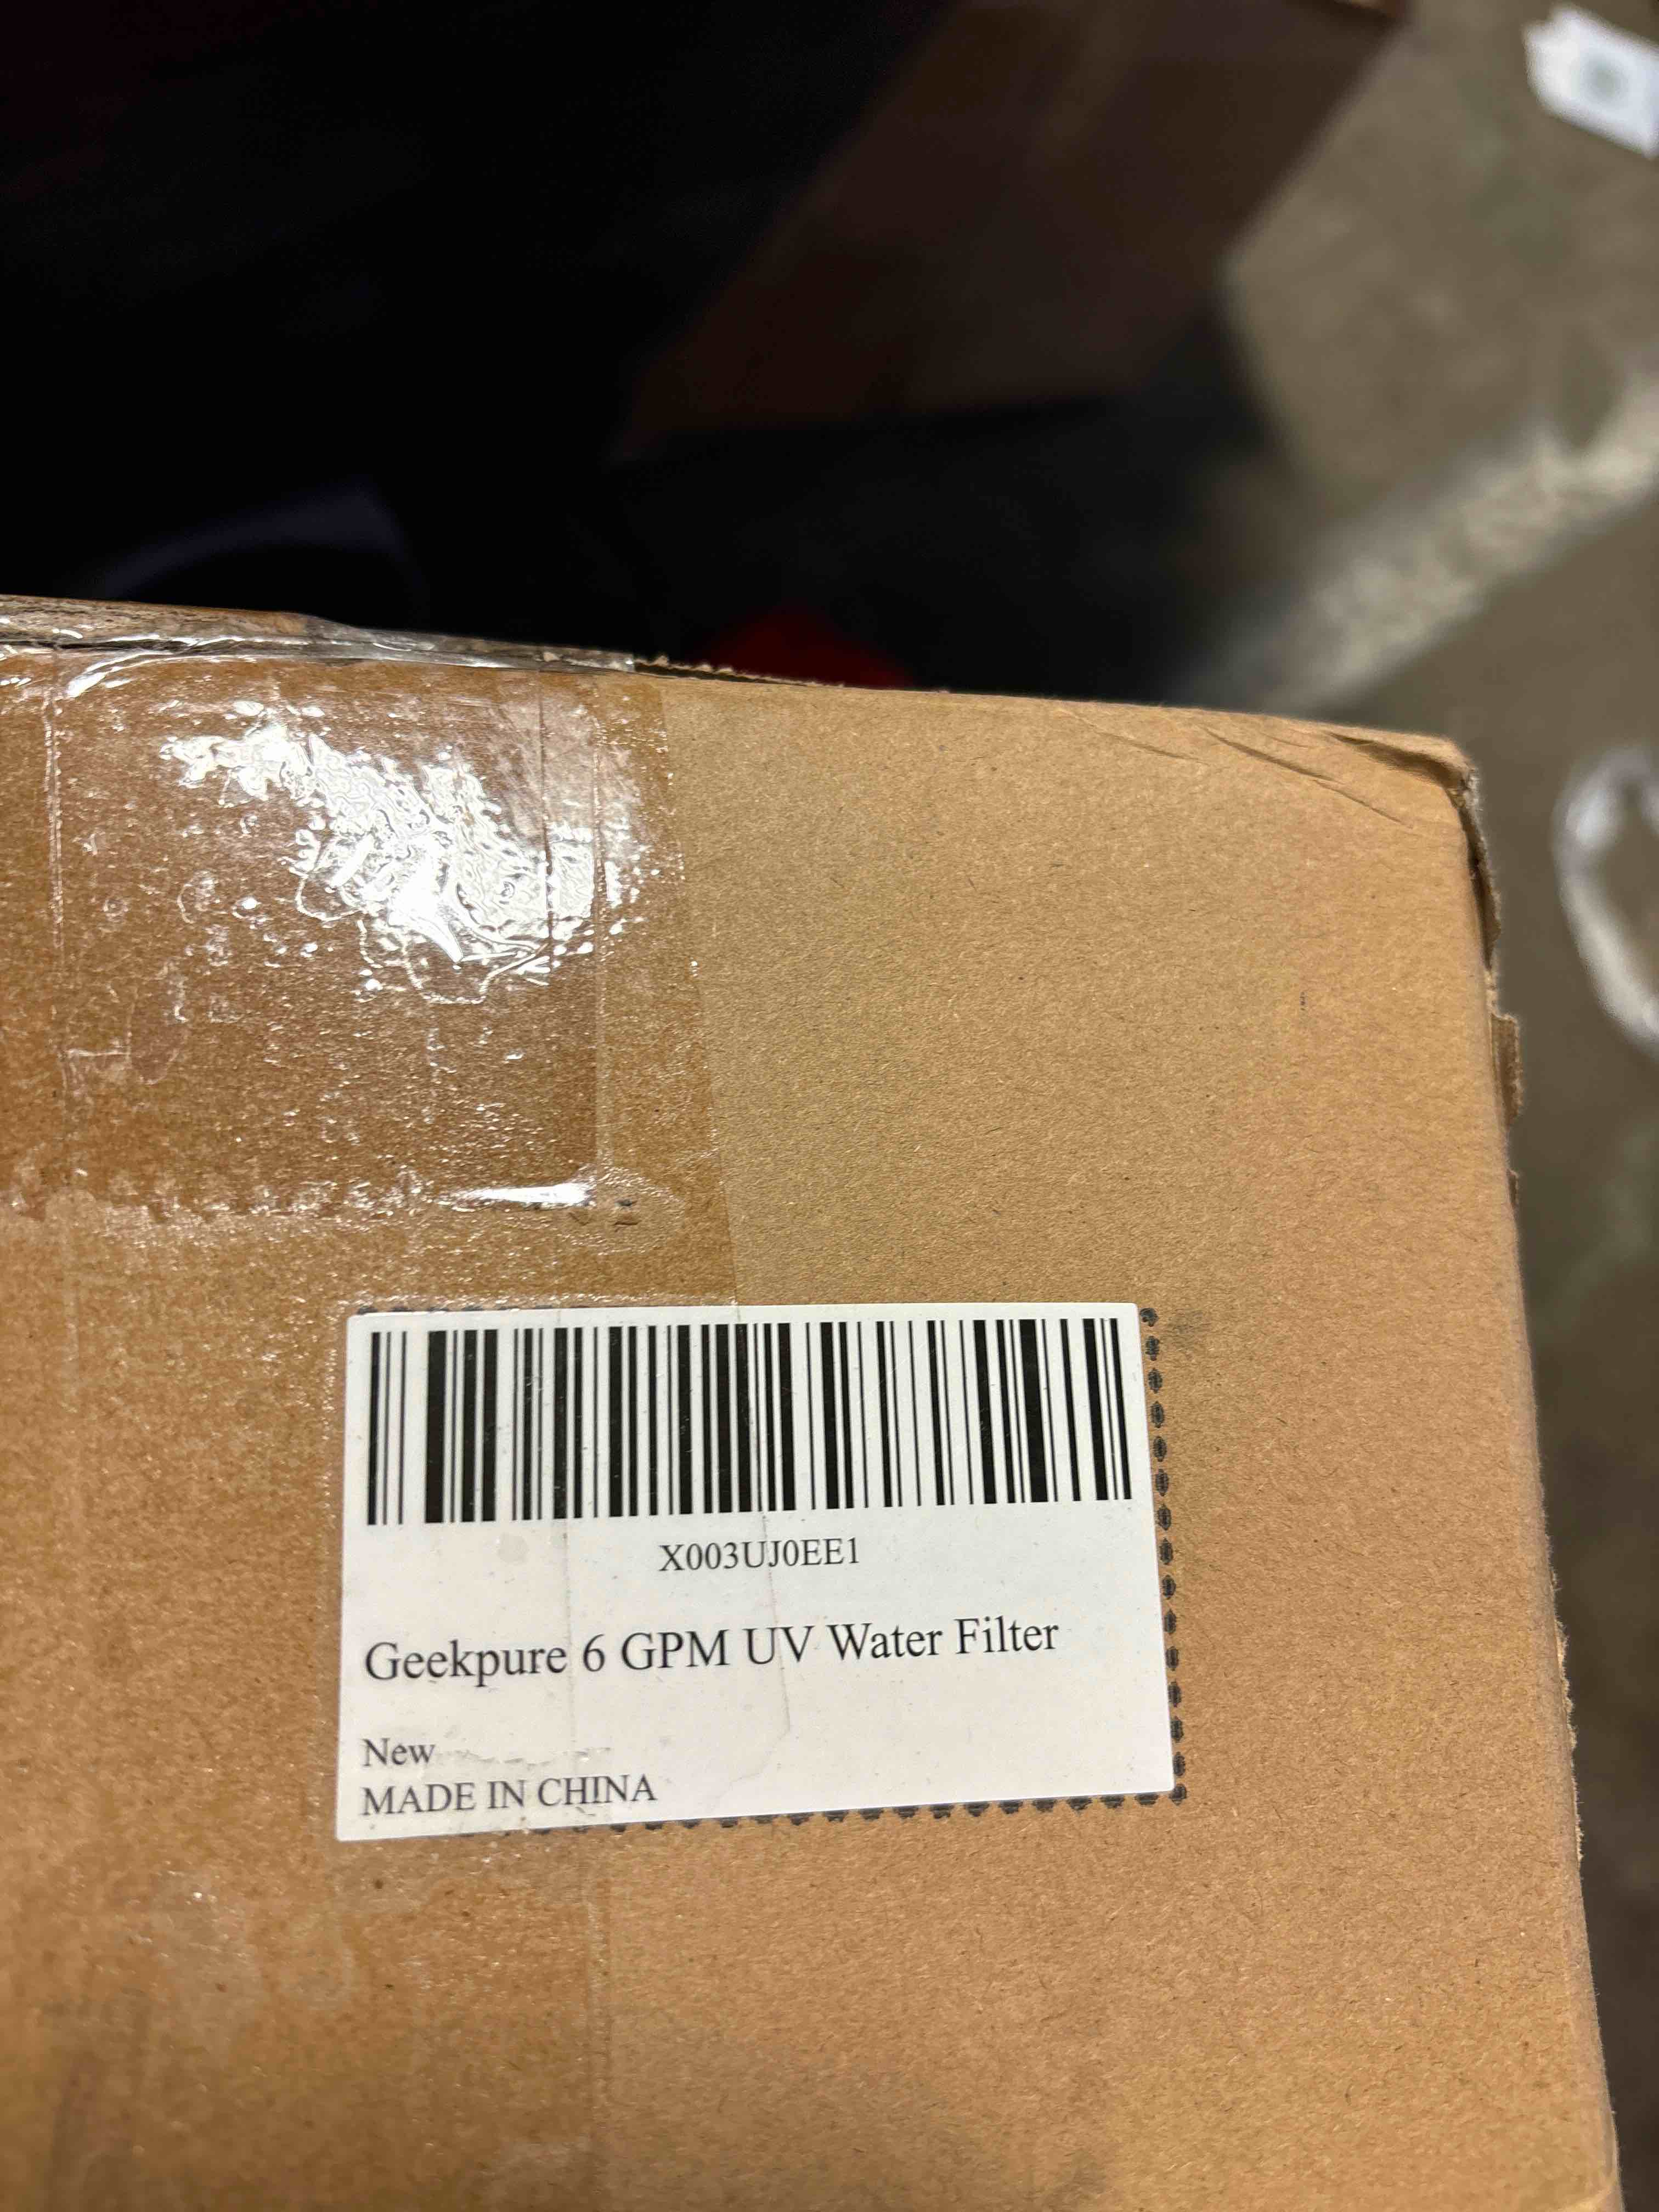 X003UJ0EE1
Geekpure 6 GPM UV Water Filter
New
MADE IN CHINA